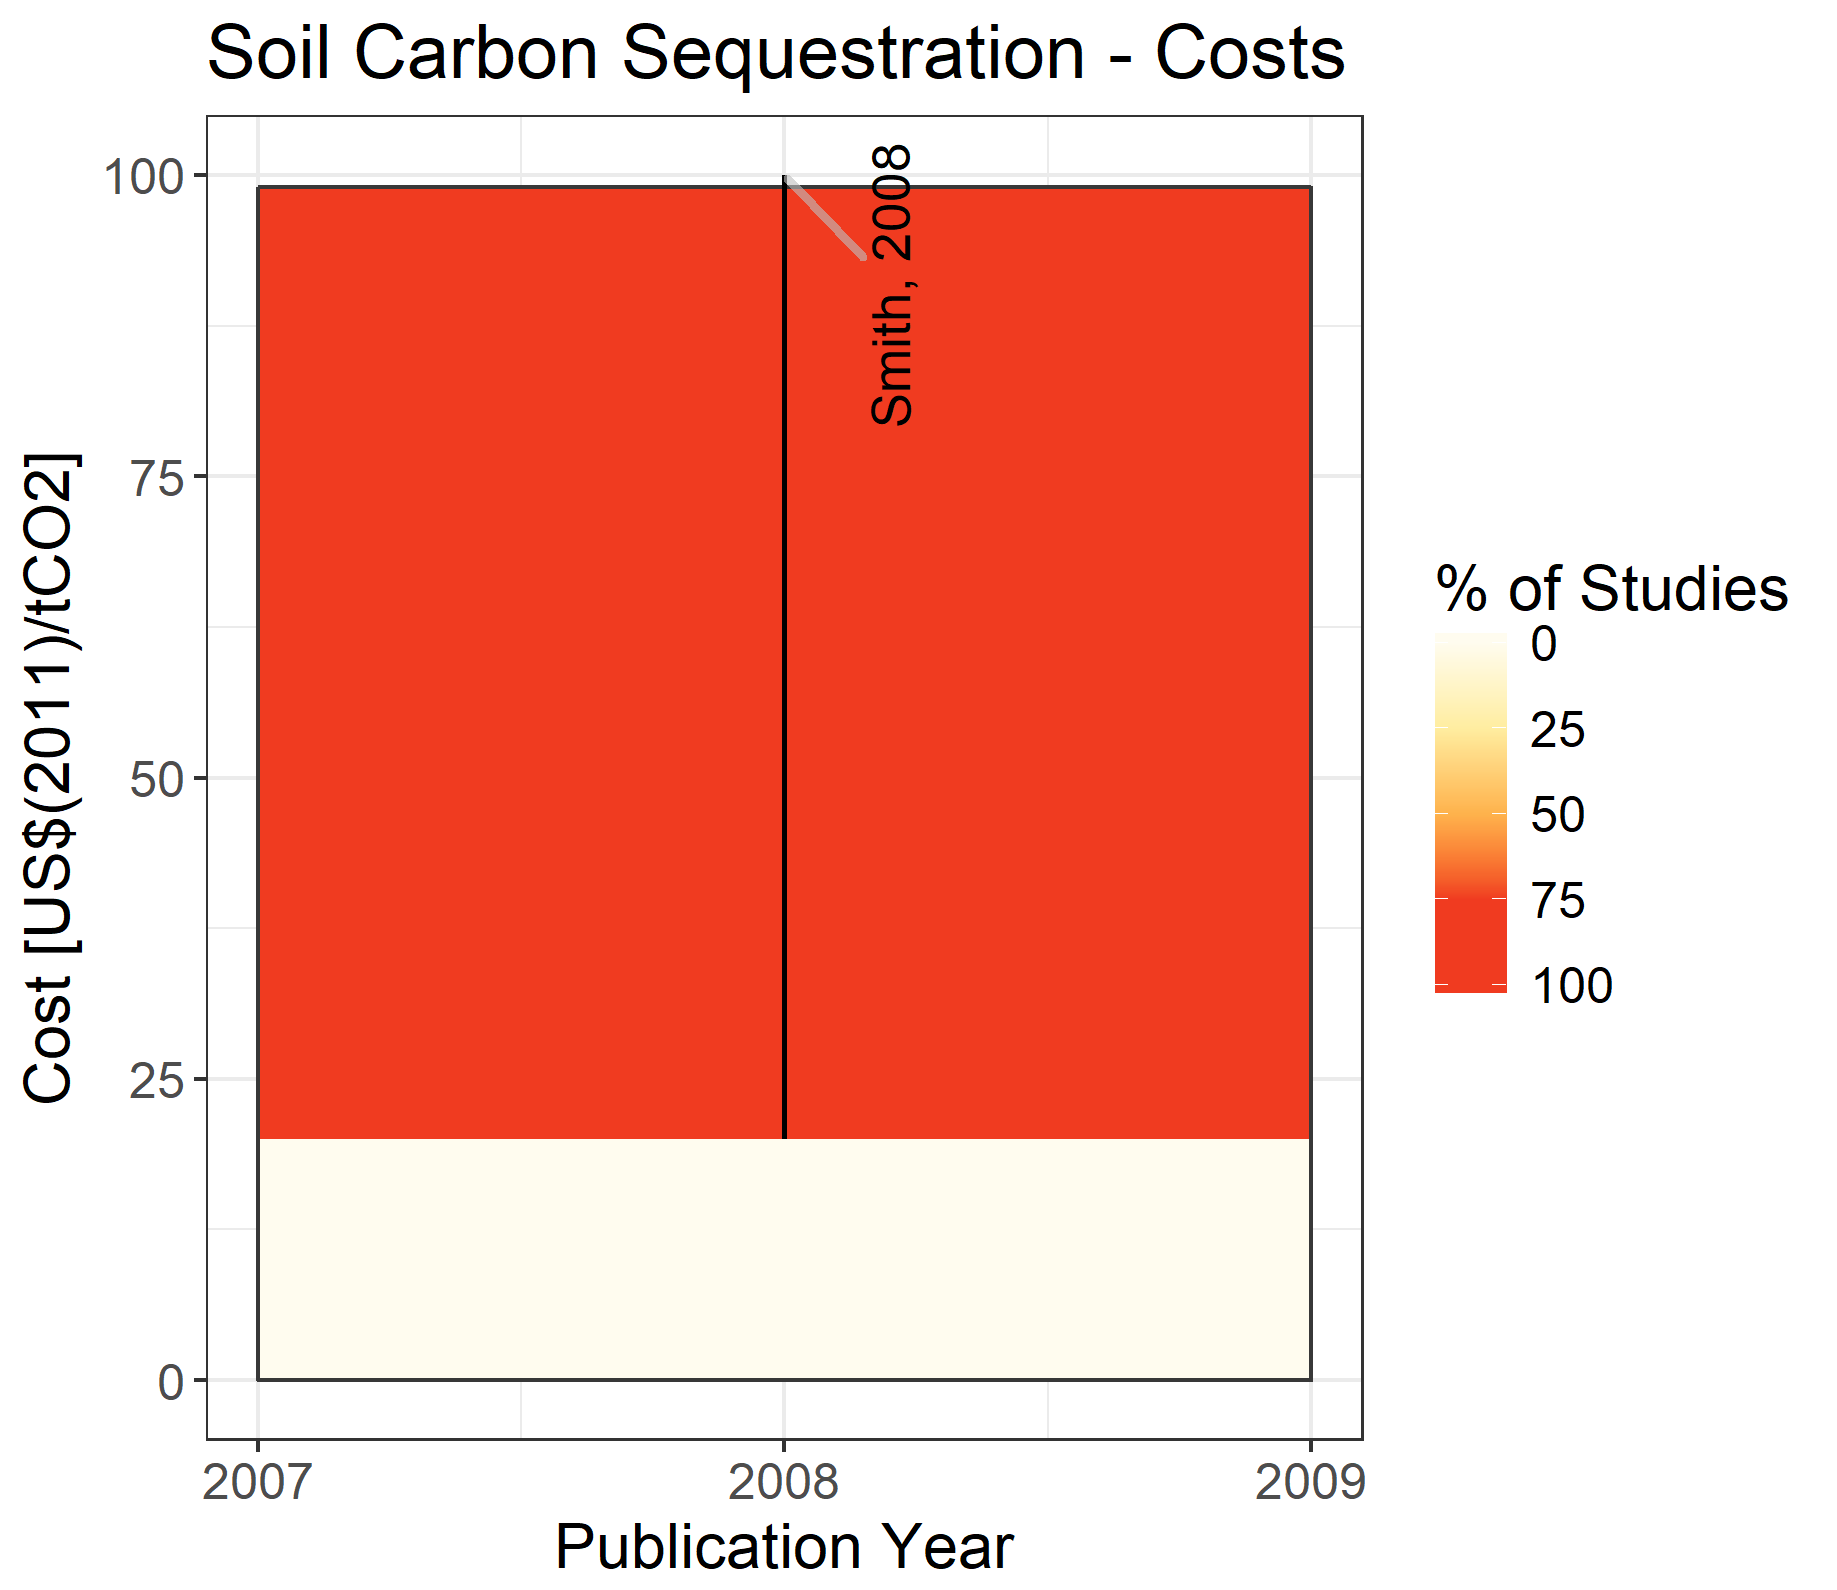 Soil Carbon Sequestration - Costs
Cost [US$(2011)/tCO2]
100
75
50
25
0
Smith, 2008
2007
2008
2009
Publication Year
% of Studies
0
25
50
75
100